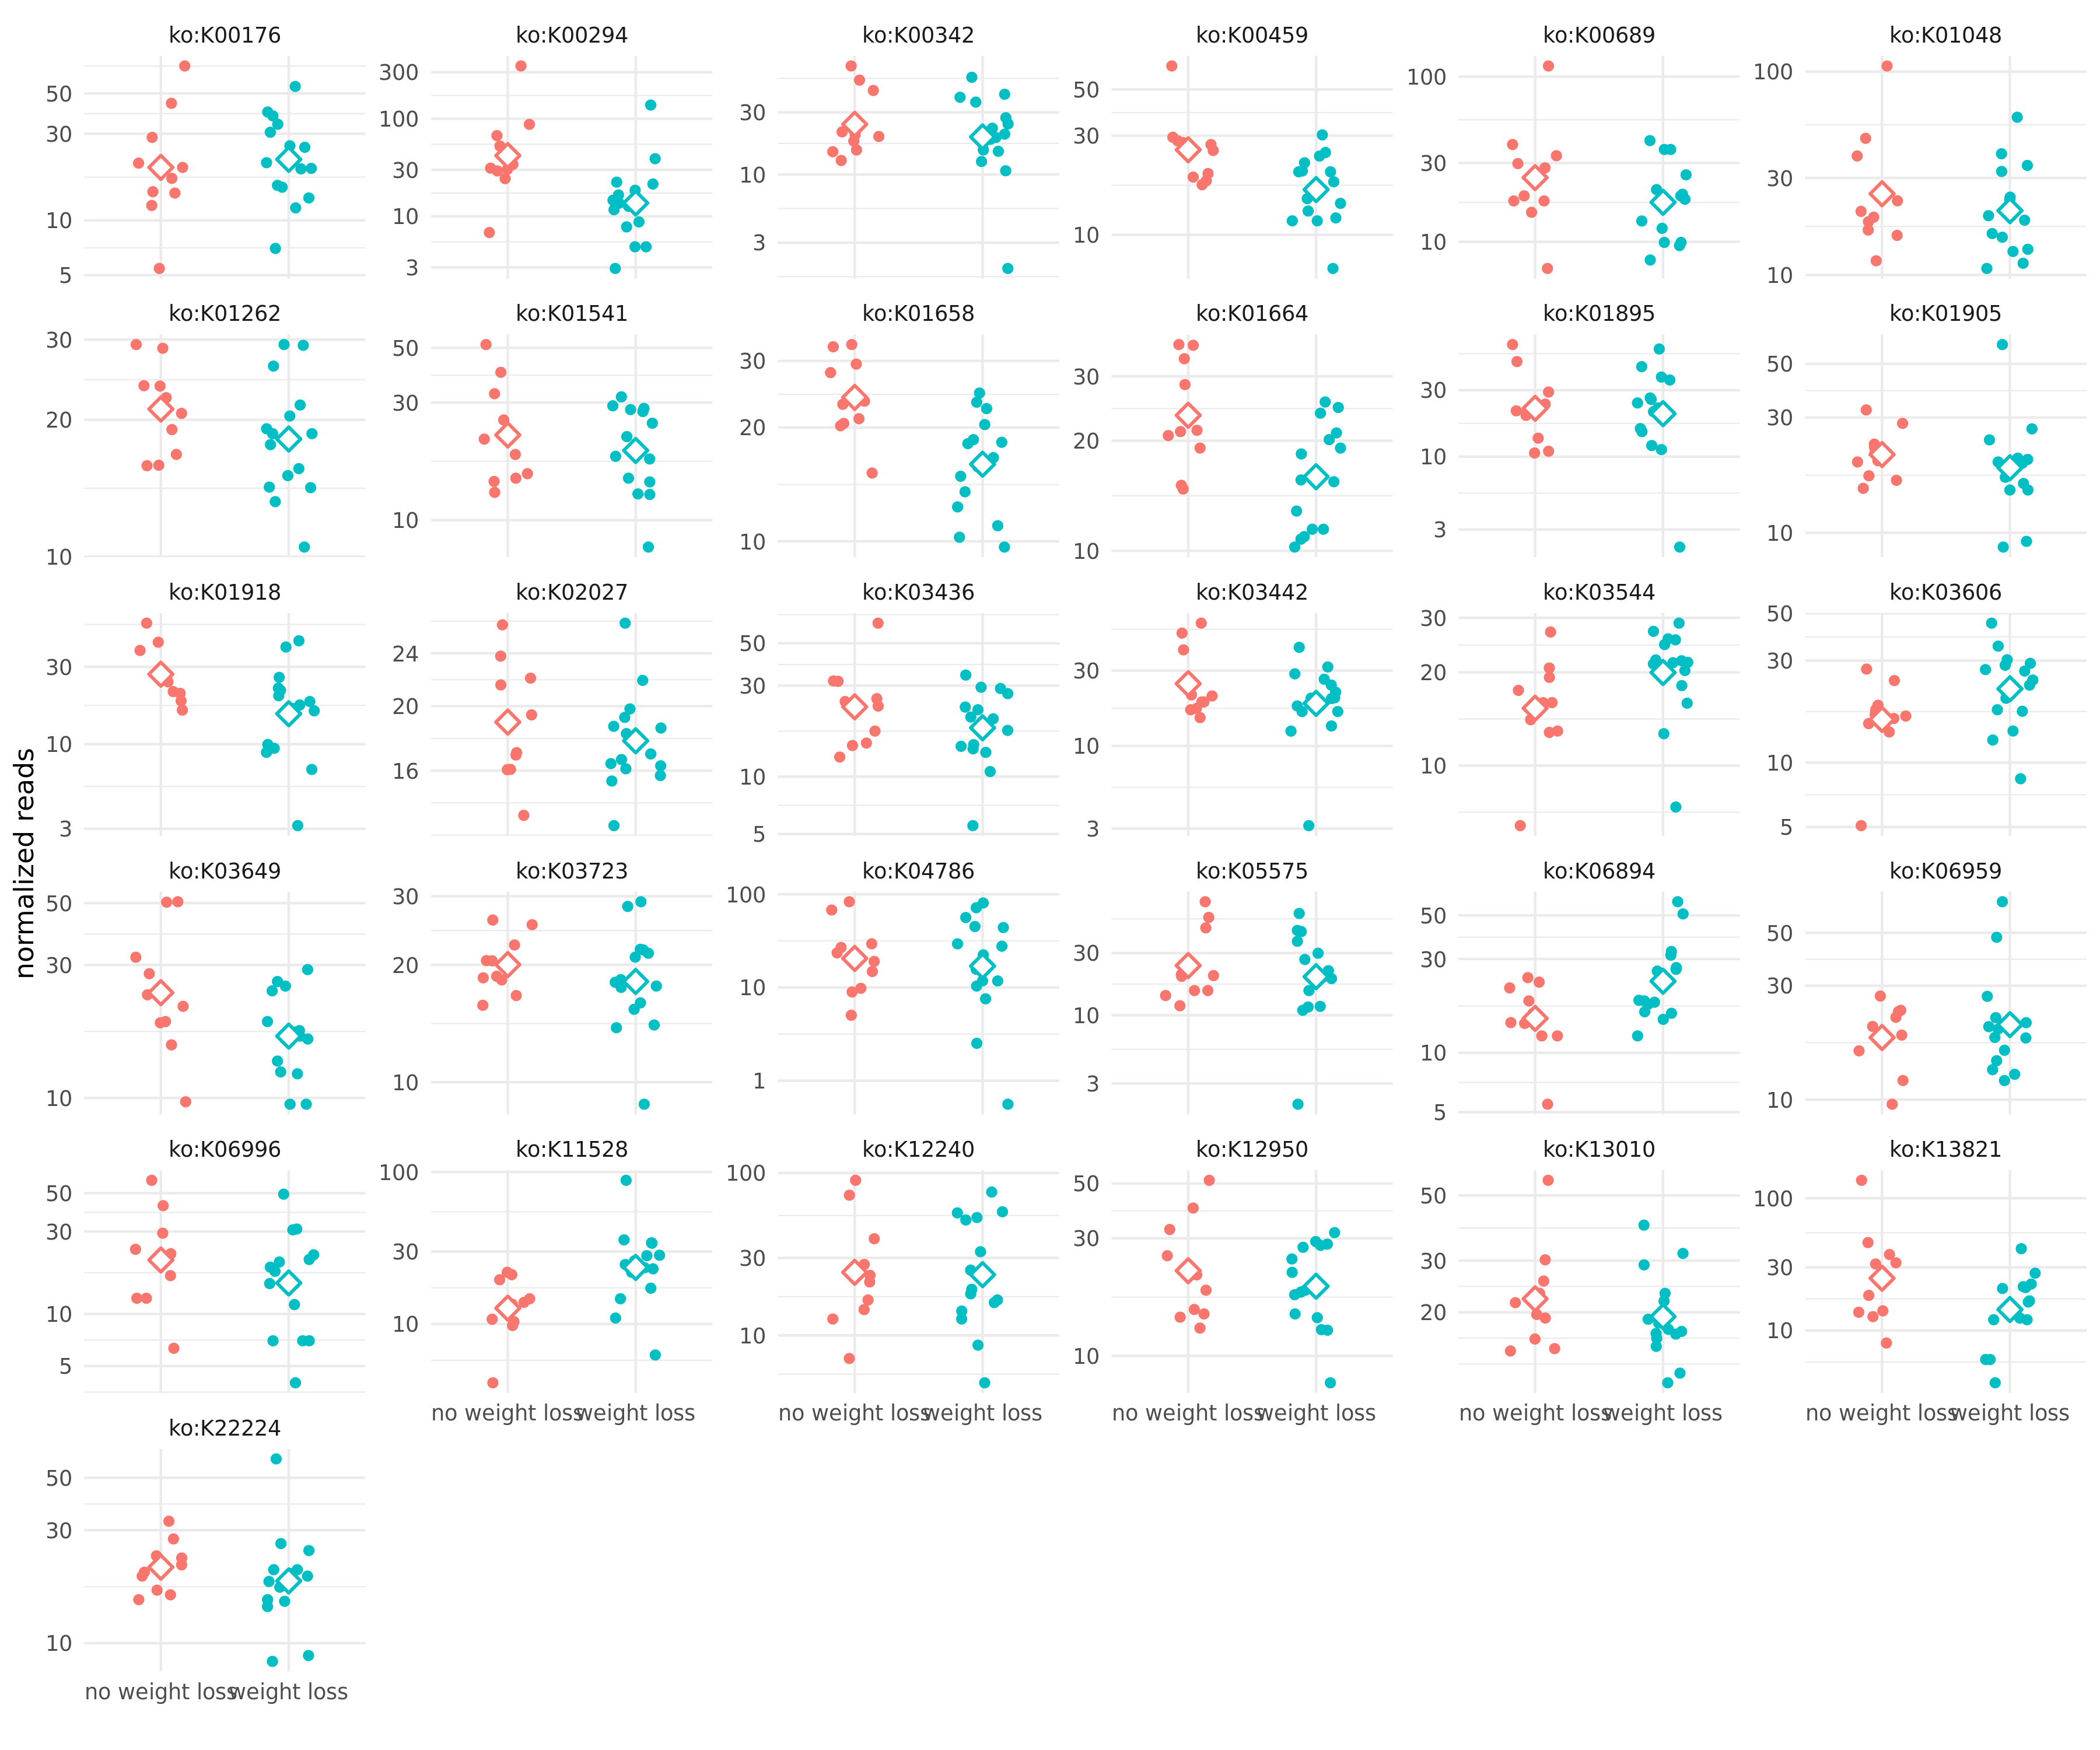 ko:K00176 ko:K00294 ko:K00342 ko:K00459 ko:K00689 ko:K01048
50 30 10 5
300 100 30 10 3
30 10 3
50 30 10
100 30 10
100 30 10
ko:K01262 ko:K01541 ko:K01658 ko:K01664 ko:K01895 ko:K01905
30 20 10
50 30 10
30 20 10
30 20 10
30 10 3
50 30 10
ko:K01918 ko:K02027 ko:K03436 ko:K03442 ko:K03544 ko:K03606
30 10 3
24 20 16
50 30 10 5
30 10 3
30 20 10
50 30 10 5
normalized reads
ko:K03649 ko:K03723 ko:K04786 ko:K05575 ko:K06894 ko:K06959
50 30 10
30 20 10
100 10 1
30 10 3
50 30 10 5
50 30 10
ko:K06996 ko:K11528 ko:K12240 ko:K12950 ko:K13010 ko:K13821
50 30 10 5
100 30 10
100 30 10
50 30 10
50 30 20
100 30 10
no weight loss weight loss no weight loss weight loss no weight loss weight loss no weight loss weight loss no weight loss weight loss
ko:K22224
50 30 10
no weight loss weight loss